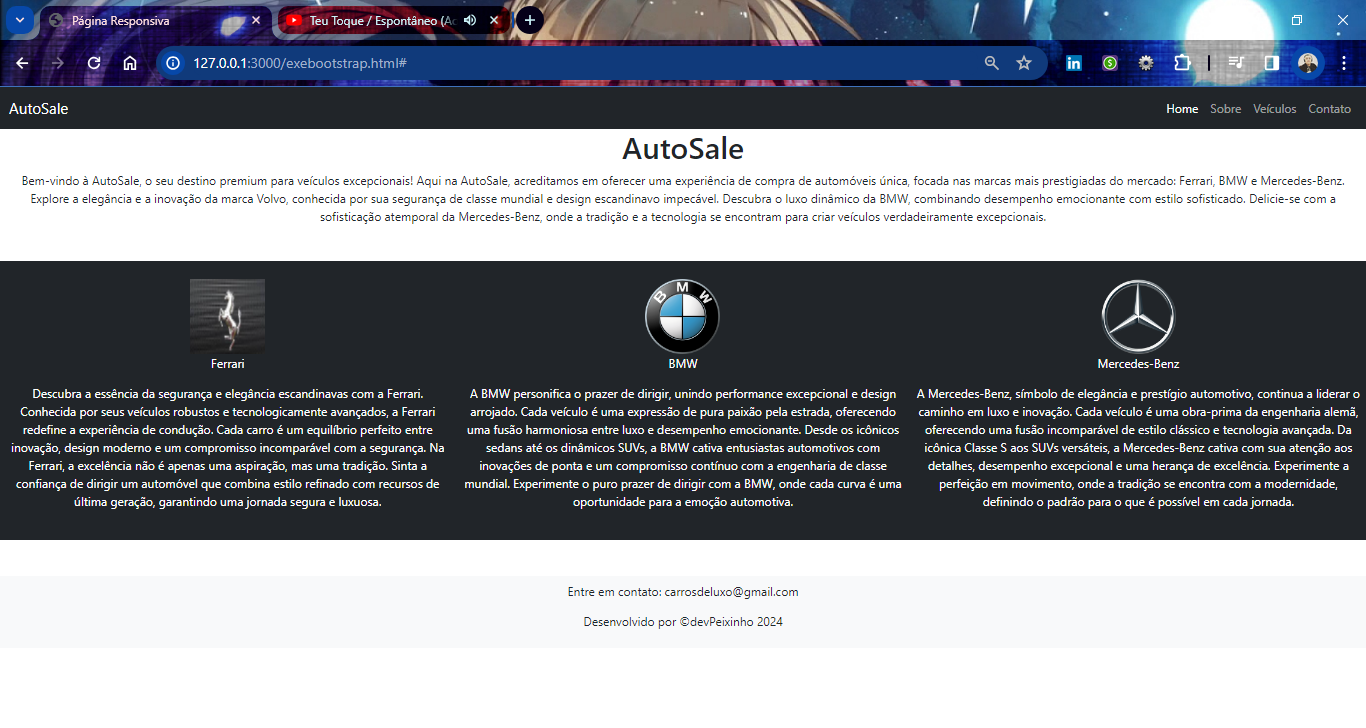 Página Responsiva
Teu Toque / Espontâneo (Ac
127.0.0.1:3000/exebootstrap.html#
AutoSale
Home Sobre Veículos Contato
AutoSale
Bem-vindo à AutoSale, o seu destino premium para veículos excepcionais! Aqui na AutoSale, acreditamos em oferecer uma experiência de compra de automóveis única, focada nas marcas mais prestigiadas do mercado: Ferrari, BMW e Mercedes-Benz.
Explore a elegância e a inovação da marca Volvo, conhecida por sua segurança de classe mundial e design escandinavo impecável. Descubra o luxo dinâmico da BMW, combinando desempenho emocionante com estilo sofisticado. Delicie-se com a
sofisticação atemporal da Mercedes-Benz, onde a tradição e a tecnologia se encontram para criar veículos verdadeiramente excepcionais.
Ferrari
Descubra a essência da segurança e elegância escandinavas com a Ferrari.
Conhecida por seus veículos robustos e tecnologicamente avançados, a Ferrari
redefine a experiência de condução. Cada carro é um equilíbrio perfeito entre
inovação, design moderno e um compromisso incomparável com a segurança. Na
Ferrari, a excelência não é apenas uma aspiração, mas uma tradição. Sinta a
confiança de dirigir um automóvel que combina estilo refinado com recursos de
última geração, garantindo uma jornada segura e luxuosa.
BMW
BMW
A BMW personifica o prazer de dirigir, unindo performance excepcional e design
arrojado. Cada veículo é uma expressão de pura paixão pela estrada, oferecendo
uma fusão harmoniosa entre luxo e desempenho emocionante. Desde os icônicos
sedans até os dinâmicos SUVs, a BMW cativa entusiastas automotivos com
inovações de ponta e um compromisso contínuo com a engenharia de classe
mundial. Experimente o puro prazer de dirigir com a BMW, onde cada curva é uma
oportunidade para a emoção automotiva.
Mercedes-Benz
A Mercedes-Benz, símbolo de elegância e prestígio automotivo, continua a liderar o
caminho em luxo e inovação. Cada veículo é uma obra-prima da engenharia alemã,
oferecendo uma fusão incomparável de estilo clássico e tecnologia avançada. Da
icônica Classe S aos SUVs versáteis, a Mercedes-Benz cativa com sua atenção aos
detalhes, desempenho excepcional e uma herança de excelência. Experimente a
perfeição em movimento, onde a tradição se encontra com a modernidade,
definindo o padrão para o que é possível em cada jornada.
Entre em contato: carrosdeluxo@gmail.com
Desenvolvido por ©devPeixinho 2024